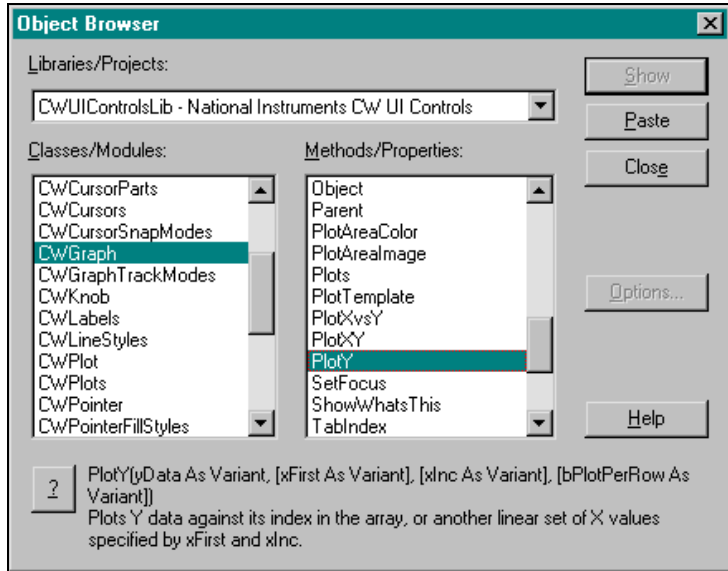 Object Browser
Libraries/Projects:
CWUIControlsLib - National Instruments CW UI Controls
Show
Paste
Close
Classes/Modules:
CWCursorParts
CWCursors
CWCursorSnapModes
CWGraph
CWGraphTrackModes
CWKnob
CWLabels
CWLineStyles
CWPlot
CWPlots
CWPointer
CWPointerFillStyles
Methods/Properties:
Object
Parent
PlotAreaColor
PlotAreaImage
Plots
PlotTemplate
PlotXvsY
PlotXY
PlotY
SetFocus
ShowWhatsThis
TabIndex
Options...
Help
?
PlotY(yData As Variant, [xFirst As Variant], [xInc As Variant], [bPlotPerRow As
Variant])
Plots Y data against its index in the array, or another linear set of X values
specified by xFirst and xInc.